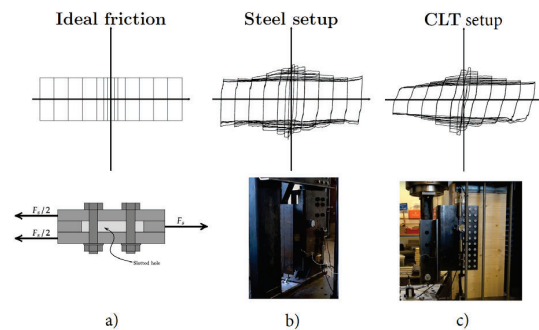 Ideal friction
Steel setup
CLT setup
Fs/2
Fs/2
Fs
Slotted hole
a)
b)
c)